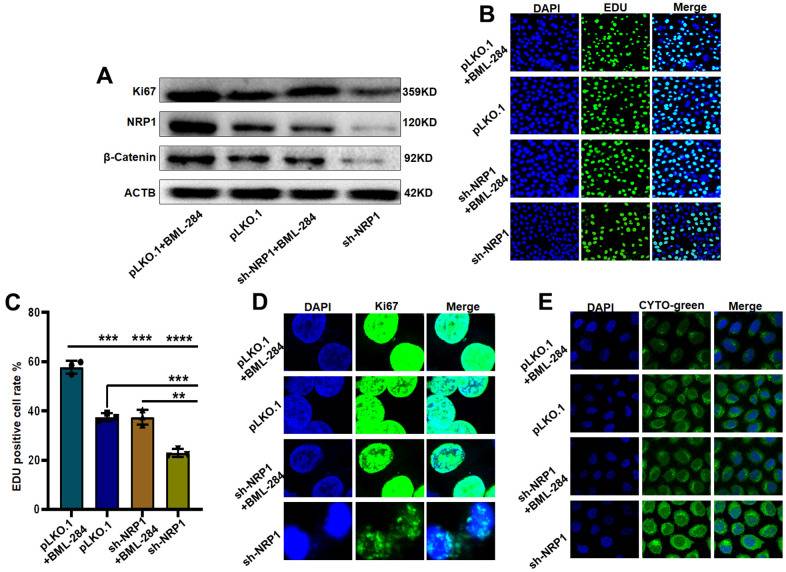 A
Ki67
359KD
NRP1
120KD
β-Catenin
92KD
ACTB
42KD
pLKO.1+BML-284
pLKO.1
sh-NRP1+BML-284
sh-NRP1
B
DAPI EDU Merge
pLKO.1
+BML-284
pLKO.1
sh-NRP1
+BML-284
sh-NRP1
C
EDU positive cell rate %
80
60
40
20
0
*** *** ****
***
**
pLKO.1
+BML-284
pLKO.1
sh-NRP1
+BML-284
sh-NRP1
D
DAPI Ki67 Merge
pLKO.1
+BML-284
pLKO.1
sh-NRP1
+BML-284
sh-NRP1
E
DAPI CYTO-green Merge
pLKO.1
+BML-284
pLKO.1
sh-NRP1
+BML-284
sh-NRP1